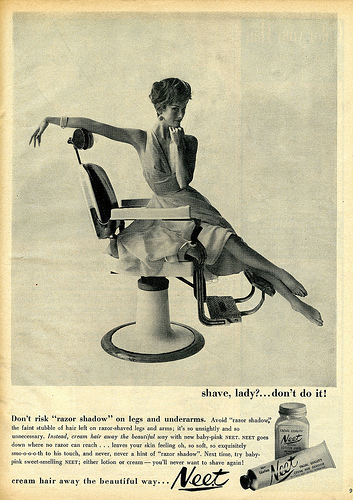 shave, lady?...don't do it!
Don't risk "razor shadow" on legs and underarms. Avoid "razor shadow,"
the faint stubble of hair left on razor-shaved legs and arms; it's so unsightly and so
unnecessary. Instead, cream hair away the beautiful way with new baby-pink NEET. NEET goes
down where no razor can reach . . . leaves your skin feeling oh, so soft, so exquisitely
smo-o-o-oth to his touch, and never, never a hint of "razor shadow". Next time, try baby-
pink sweet-smelling NEET; either lotion or cream — you'll never want to shave again!
cream hair away the beautiful way... Neet
Neet
Neet